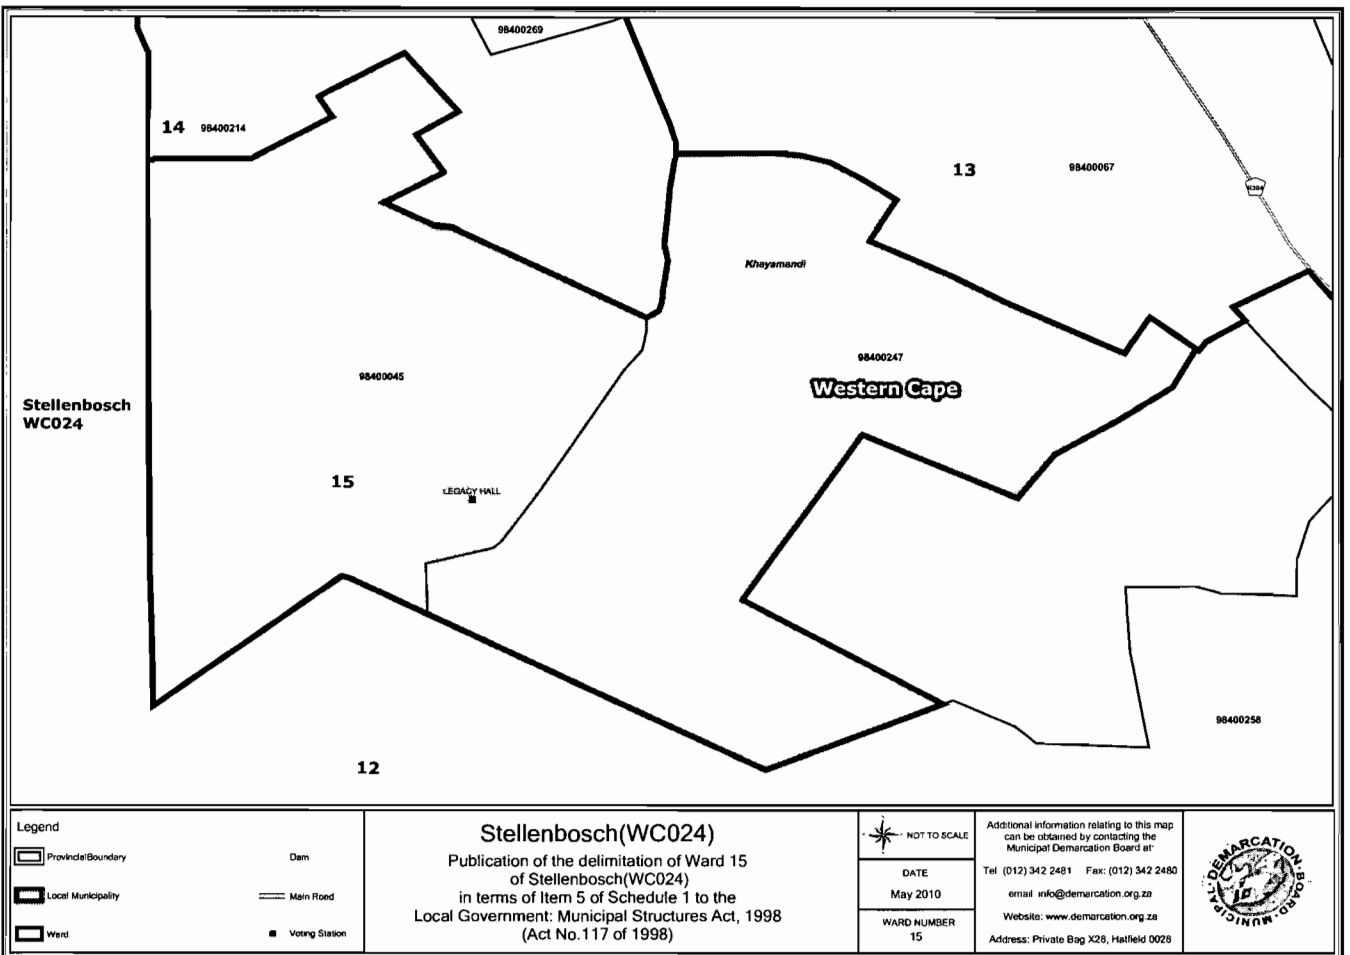 98400269
14 98400214
13 98400067
R304
Khayamandi
98400247
Western Cape
98400045
Stellenbosch
WC024
15
LEGACY HALL
98400258
12
Legend
Provincial Boundary
Dam
Local Municipality
Main Road
Ward
Voting Station
Stellenbosch(WC024)
Publication of the delimitation of Ward 15
of Stellenbosch(WC024)
in terms of Item 5 of Schedule 1 to the
Local Government: Municipal Structures Act, 1998
(Act No.117 of 1998)
NOT TO SCALE
DATE
May 2010
WARD NUMBER
15
Additional information relating to this map
can be obtained by contacting the
Municipal Demarcation Board at:
Tel (012) 342 2481 Fax: (012) 342 2480
email info@demarcation.org.za
Website: www.demarcation.org.za
Address: Private Bag X28, Hatfield 0028
MUNICIPAL DEMARCATION BOARD